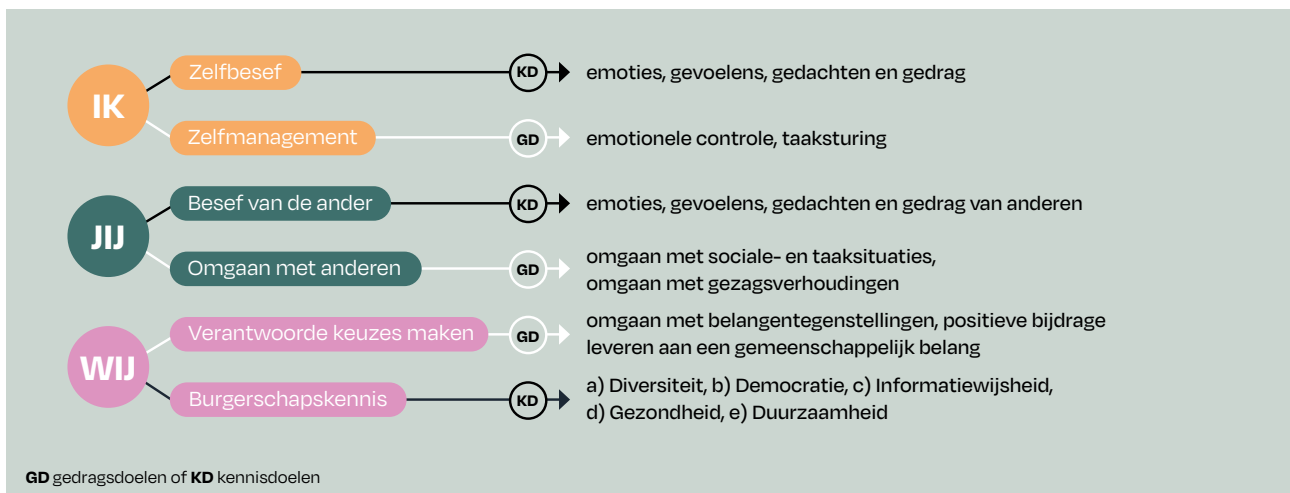 IK
Zelfbesef
KD
emoties, gevoelens, gedachten en gedrag
Zelfmanagement
GD
emotionele controle, taaksturing
JIJ
Besef van de ander
KD
emoties, gevoelens, gedachten en gedrag van anderen
Omgaan met anderen
GD
omgaan met sociale- en taaksituaties,
omgaan met gezagsverhoudingen
WIJ
Verantwoorde keuzes maken
GD
omgaan met belangentegenstellingen, positieve bijdrage
leveren aan een gemeenschappelijk belang
Burgerschapskennis
KD
a) Diversiteit, b) Democratie, c) Informatiewijsheid,
d) Gezondheid, e) Duurzaamheid
GD gedragsdoelen of KD kennisdoelen